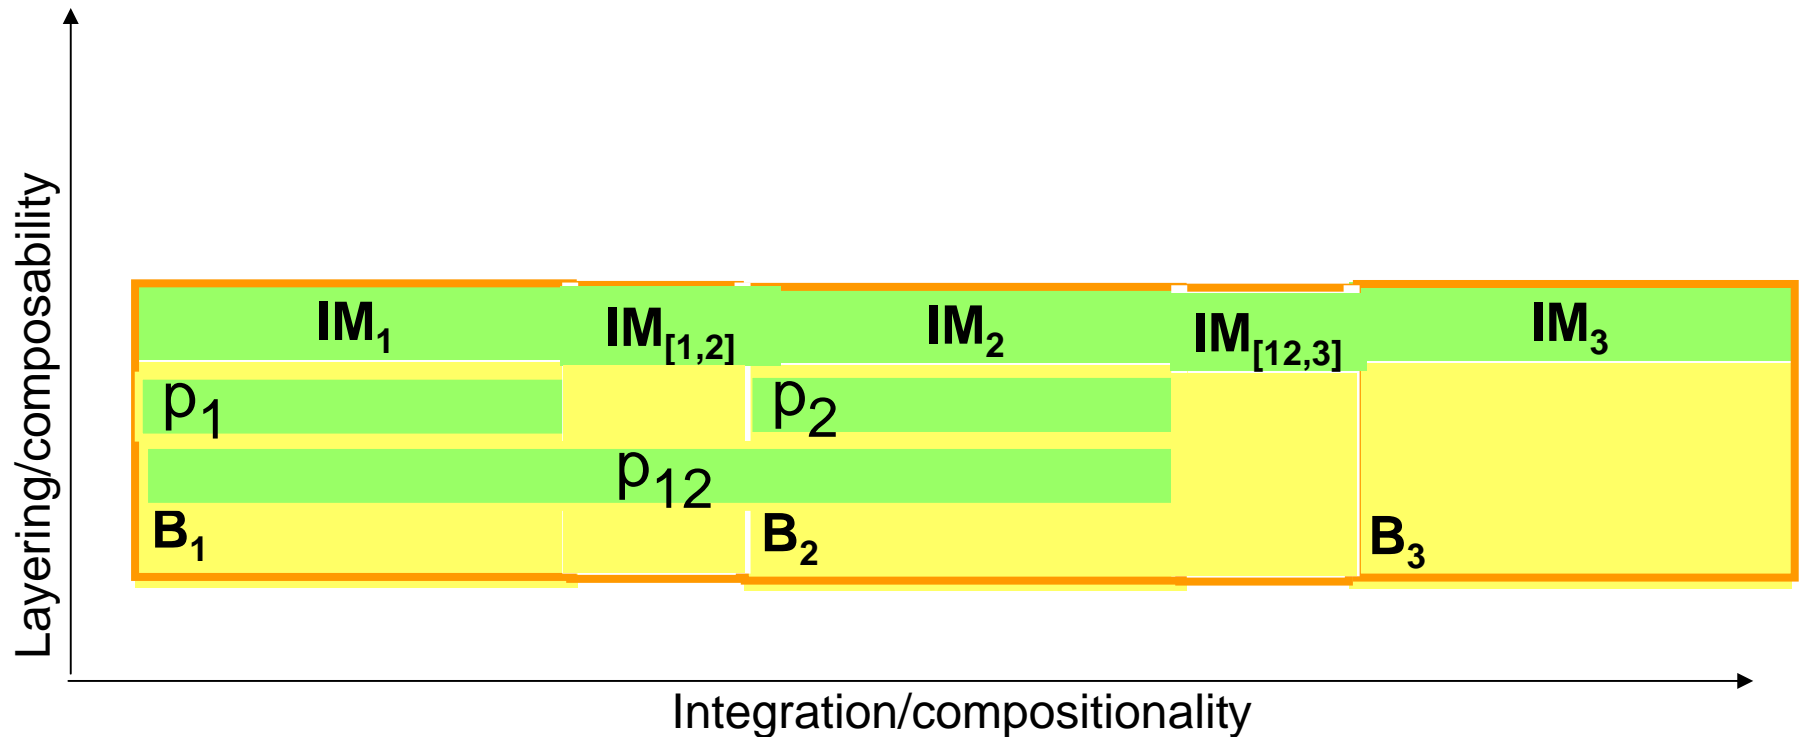 Layering/composability
IM₁ IM[1,2] IM₂ IM[12,3] IM₃
p₁ p₂
p₁₂
B₁ B₂ B₃
Integration/compositionality